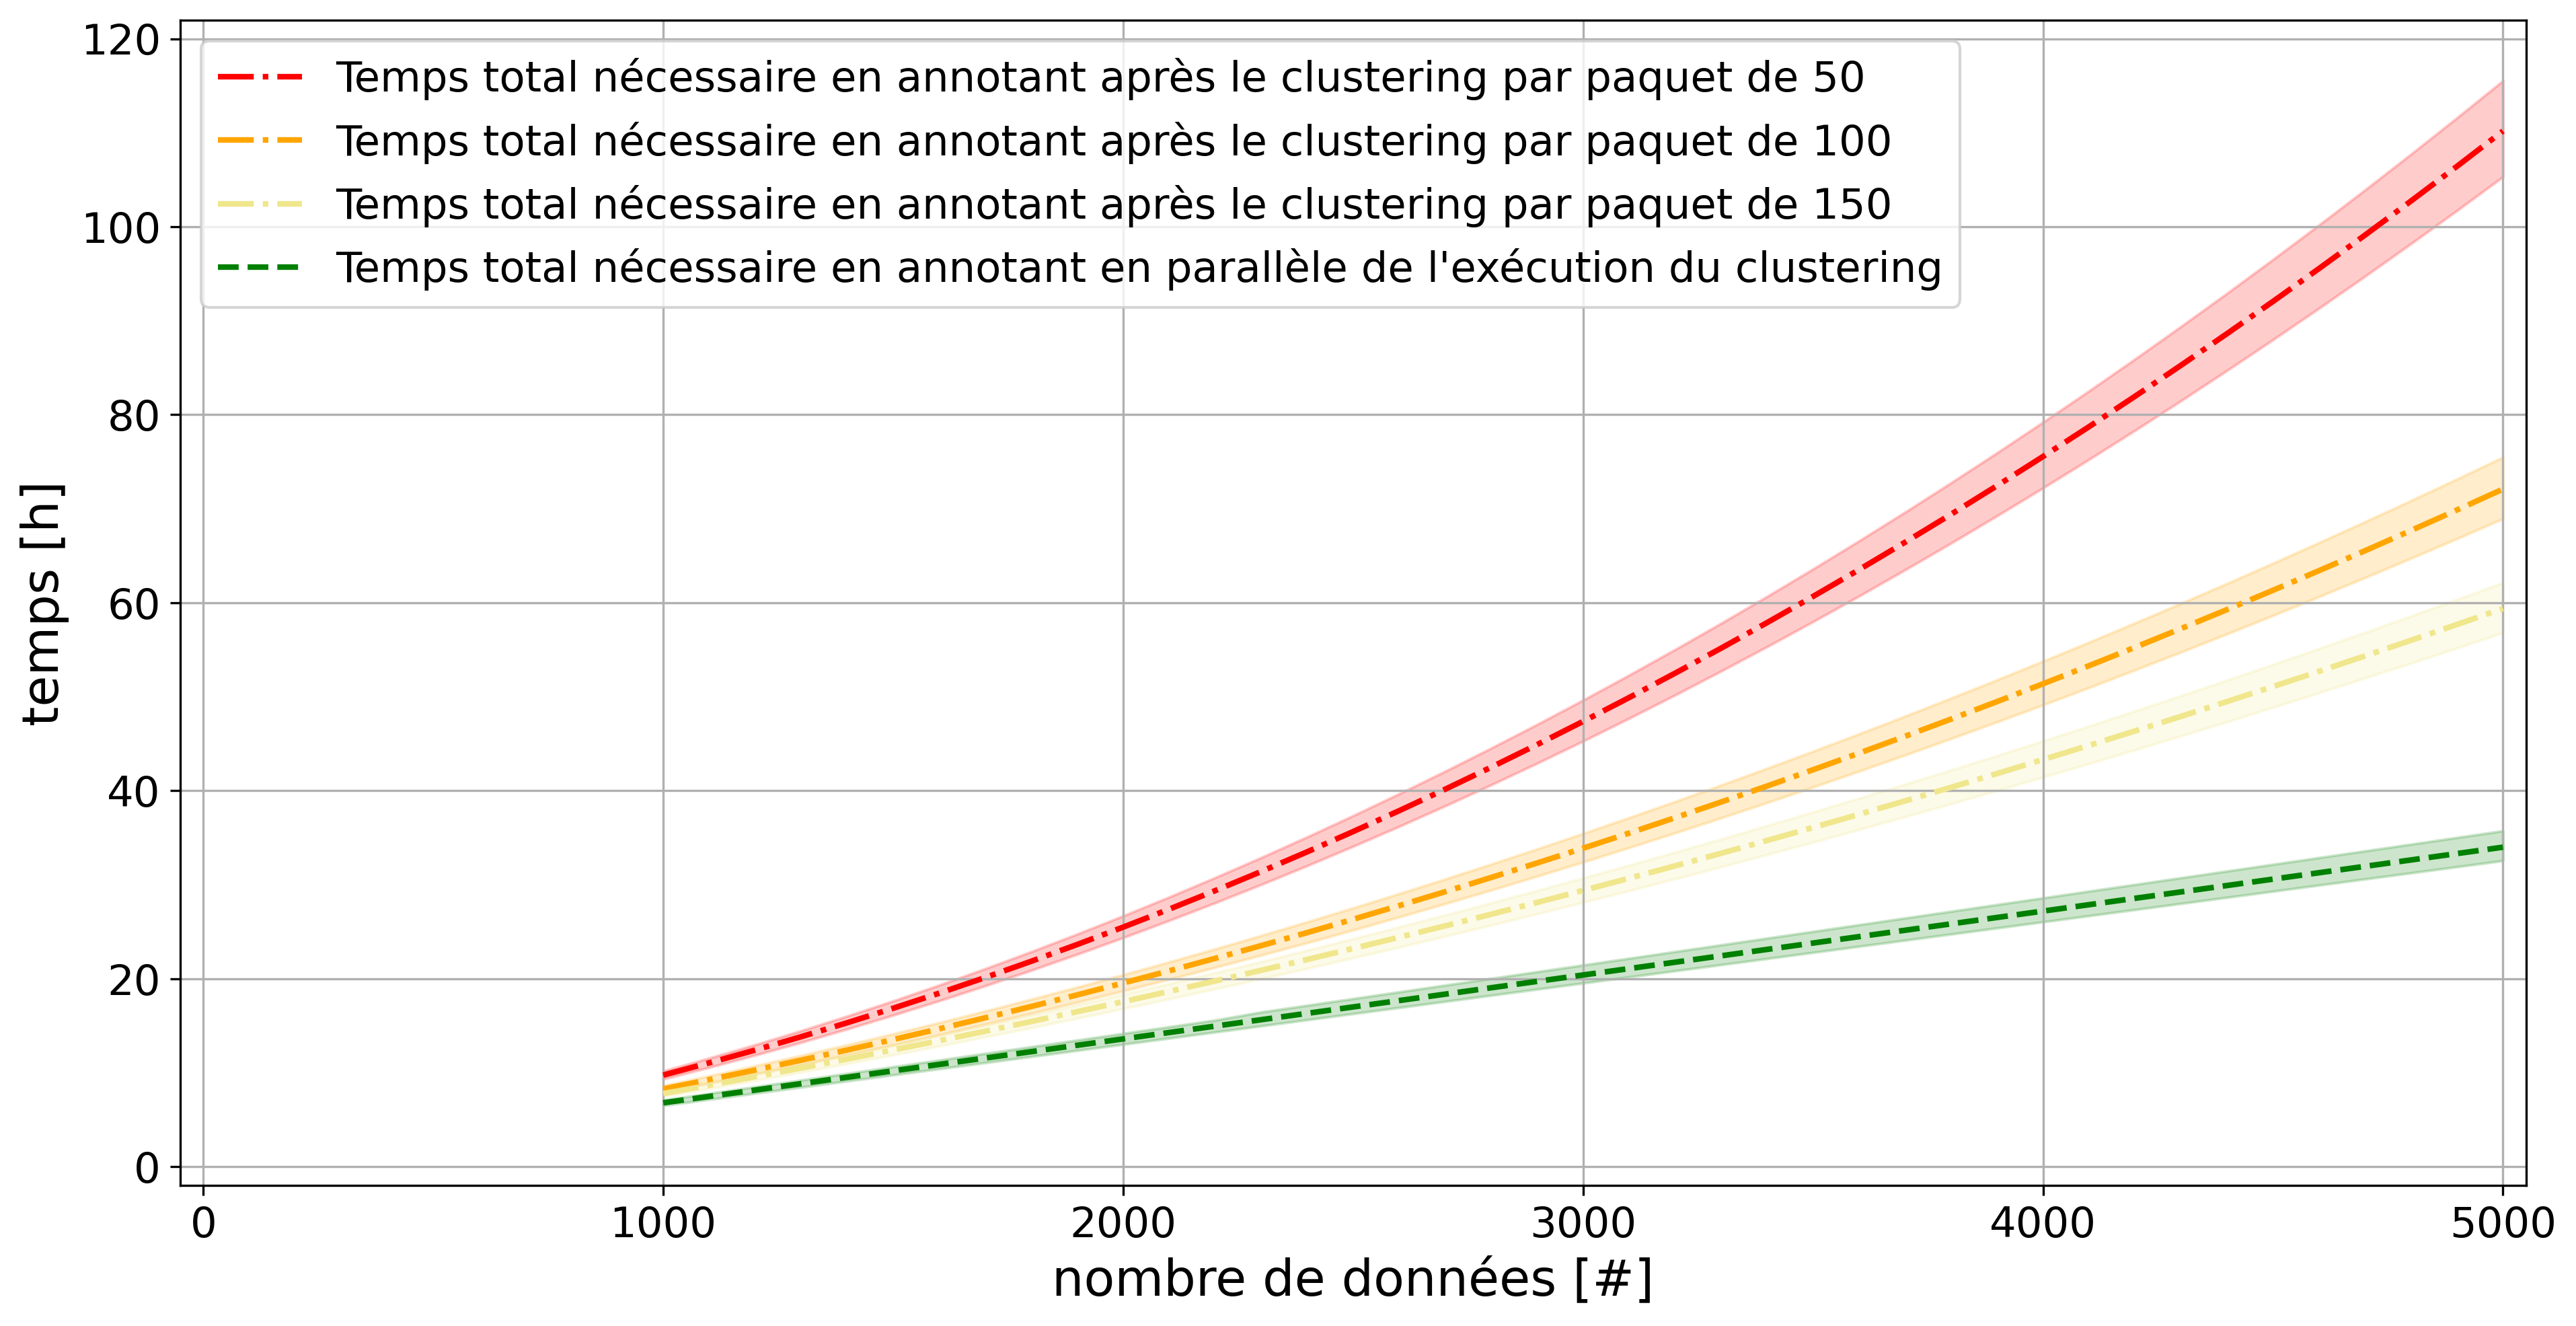 Temps total nécessaire en annotant après le clustering par paquet de 50
Temps total nécessaire en annotant après le clustering par paquet de 100
Temps total nécessaire en annotant après le clustering par paquet de 150
Temps total nécessaire en annotant en parallèle de l'exécution du clustering
temps [h]
120
100
80
60
40
20
0
0 1000 2000 3000 4000 5000
nombre de données [#]